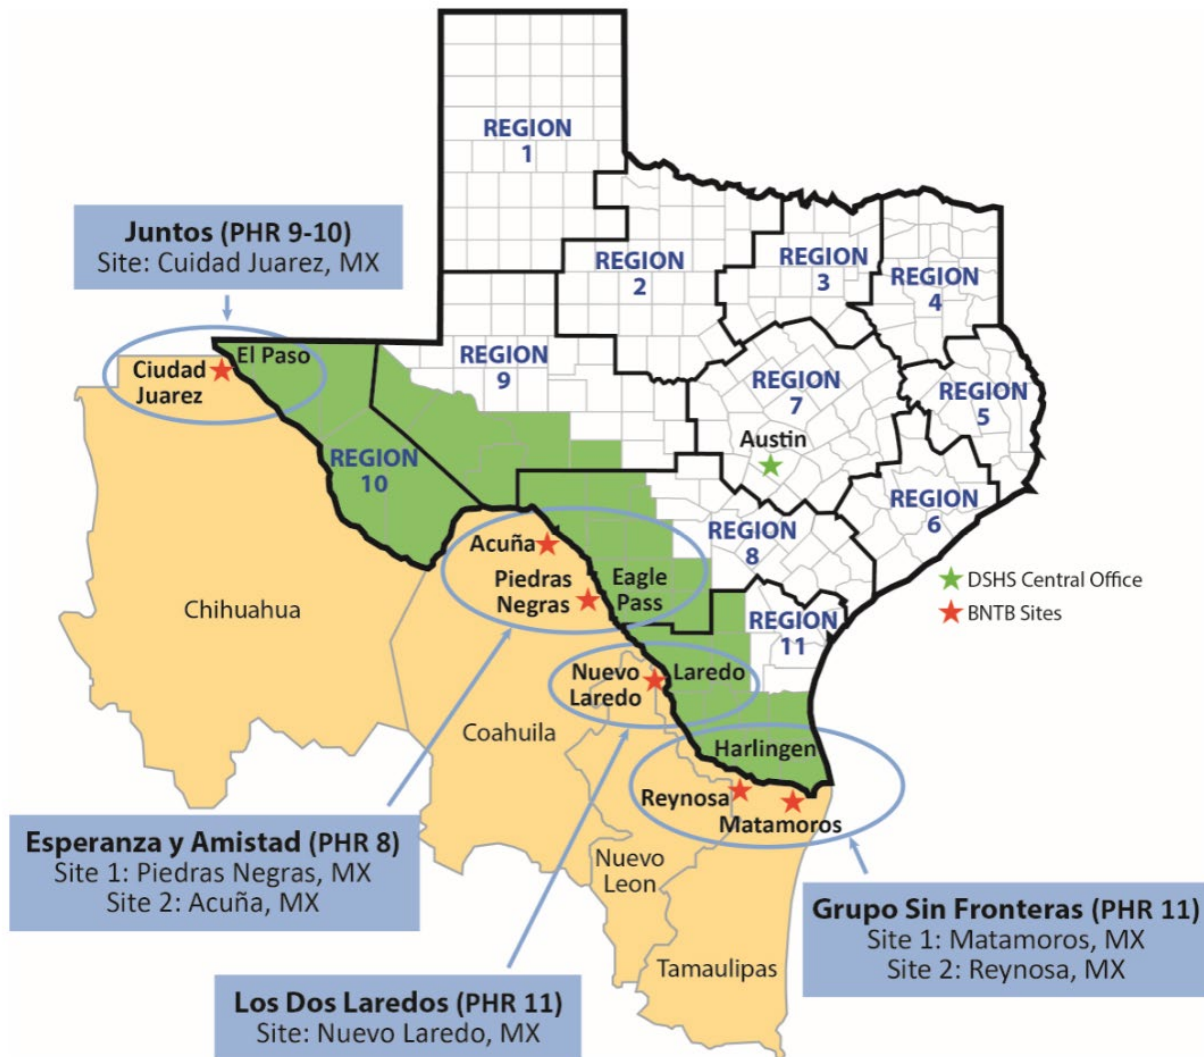 REGION
1
Juntos (PHR 9-10)
Site: Cuidad Juarez, MX
REGION
2
REGION
3
REGION
4
El Paso
Ciudad
Juarez
REGION
9
REGION
7
REGION
5
Austin
REGION
10
REGION
6
REGION
8
Acuña
Piedras
Negras
Eagle
Pass
DSHS Central Office
BNTB Sites
Chihuahua
REGION
11
Nuevo
Laredo
Laredo
Coahuila
Harlingen
Reynosa
Matamoros
Esperanza y Amistad (PHR 8)
Site 1: Piedras Negras, MX
Site 2: Acuña, MX
Nuevo
Leon
Grupo Sin Fronteras (PHR 11)
Site 1: Matamoros, MX
Site 2: Reynosa, MX
Tamaulipas
Los Dos Laredos (PHR 11)
Site: Nuevo Laredo, MX